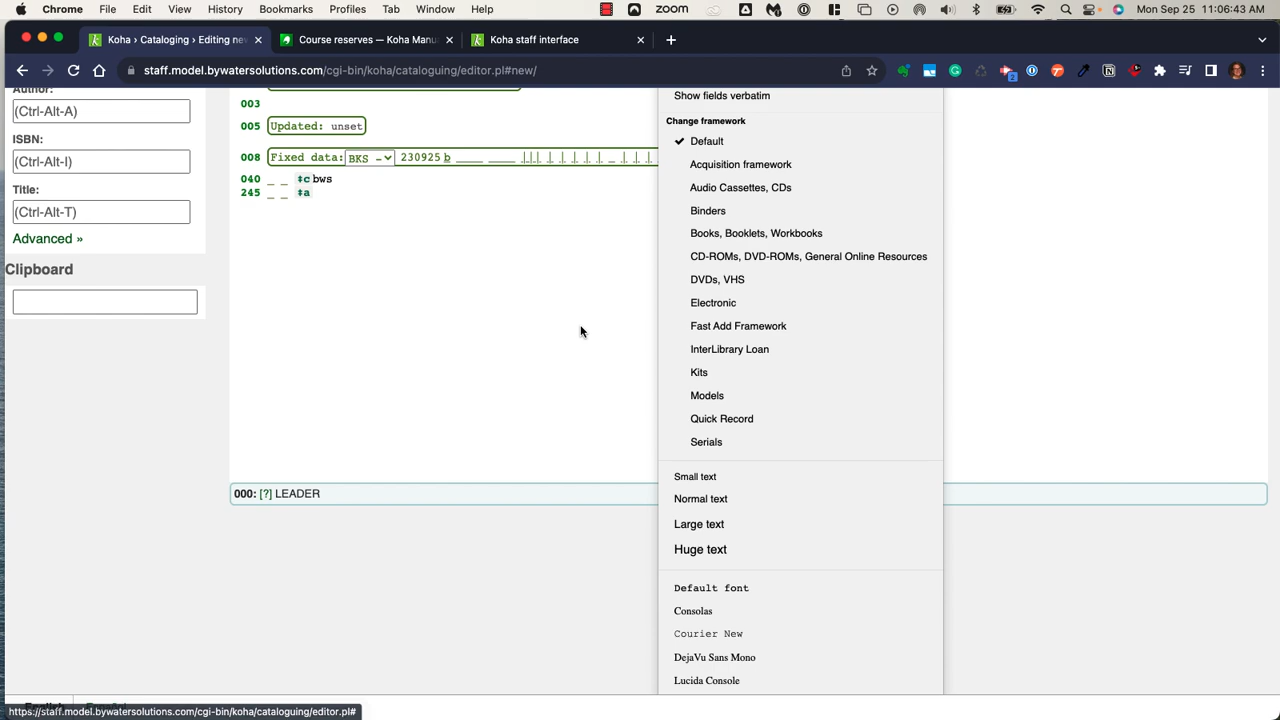 Chrome File Edit View History Bookmarks Profiles Tab Window Help zoom Mon Sep 25 11:06:43 AM
Koha › Cataloging › Editing new Course reserves — Koha Manu Koha staff interface
staff.model.bywatersolutions.com/cgi-bin/koha/cataloguing/editor.pl#new/
Author:
(Ctrl-Alt-A)
ISBN:
(Ctrl-Alt-I)
Title:
(Ctrl-Alt-T)
Advanced »
Clipboard
003
005 Updated: unset
008 Fixed data: BKS – 230925 b ____ ____ ||| | | | | | | _ | | |
040 _ _ ‡c bws
245 _ _ ‡a
000: [?] LEADER
Show fields verbatim
Change framework
Default
Acquisition framework
Audio Cassettes, CDs
Binders
Books, Booklets, Workbooks
CD-ROMs, DVD-ROMs, General Online Resources
DVDs, VHS
Electronic
Fast Add Framework
InterLibrary Loan
Kits
Models
Quick Record
Serials
Small text
Normal text
Large text
Huge text
Default font
Consolas
Courier New
DejaVu Sans Mono
Lucida Console
https://staff.model.bywatersolutions.com/cgi-bin/koha/cataloguing/editor.pl#